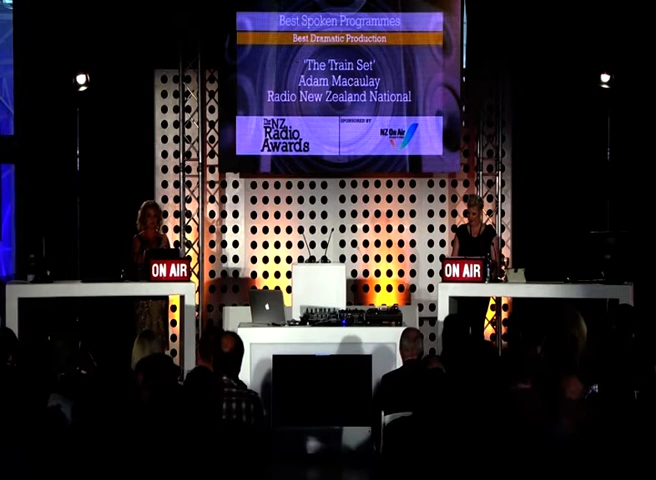 Best Spoken Programmes
Best Dramatic Production
'The Train Set'
Adam Macaulay
Radio New Zealand National
The NZ
Radio
Awards
SPONSORED BY
NZ On Air
ON AIR
ON AIR